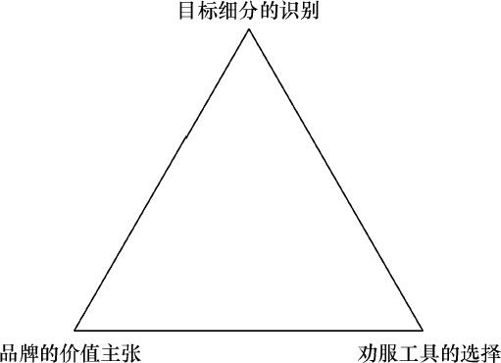 目标细分的识别
品牌的价值主张
劝服工具的选择